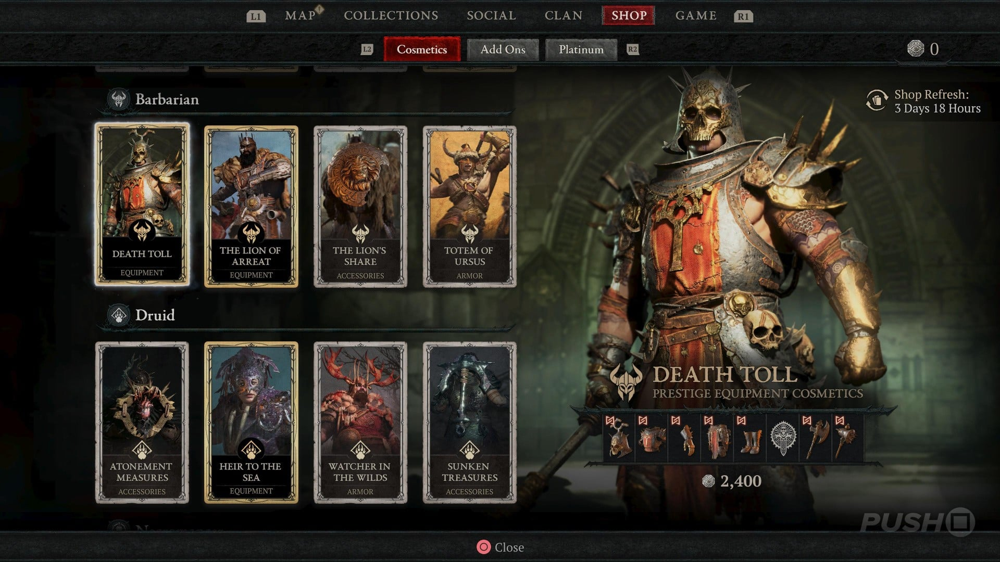 L1 MAP COLLECTIONS SOCIAL CLAN SHOP GAME R1
L2 Cosmetics Add Ons Platinum R2
0
Shop Refresh:
3 Days 18 Hours
Barbarian
DEATH TOLL
EQUIPMENT
THE LION OF
ARREAT
EQUIPMENT
THE LION'S
SHARE
ACCESSORIES
TOTEM OF
URSUS
ARMOR
Druid
ATONEMENT
MEASURES
ACCESSORIES
HEIR TO THE
SEA
EQUIPMENT
WATCHER IN
THE WILDS
ARMOR
SUNKEN
TREASURES
ACCESSORIES
DEATH TOLL
PRESTIGE EQUIPMENT COSMETICS
2,400
PUSH
Close